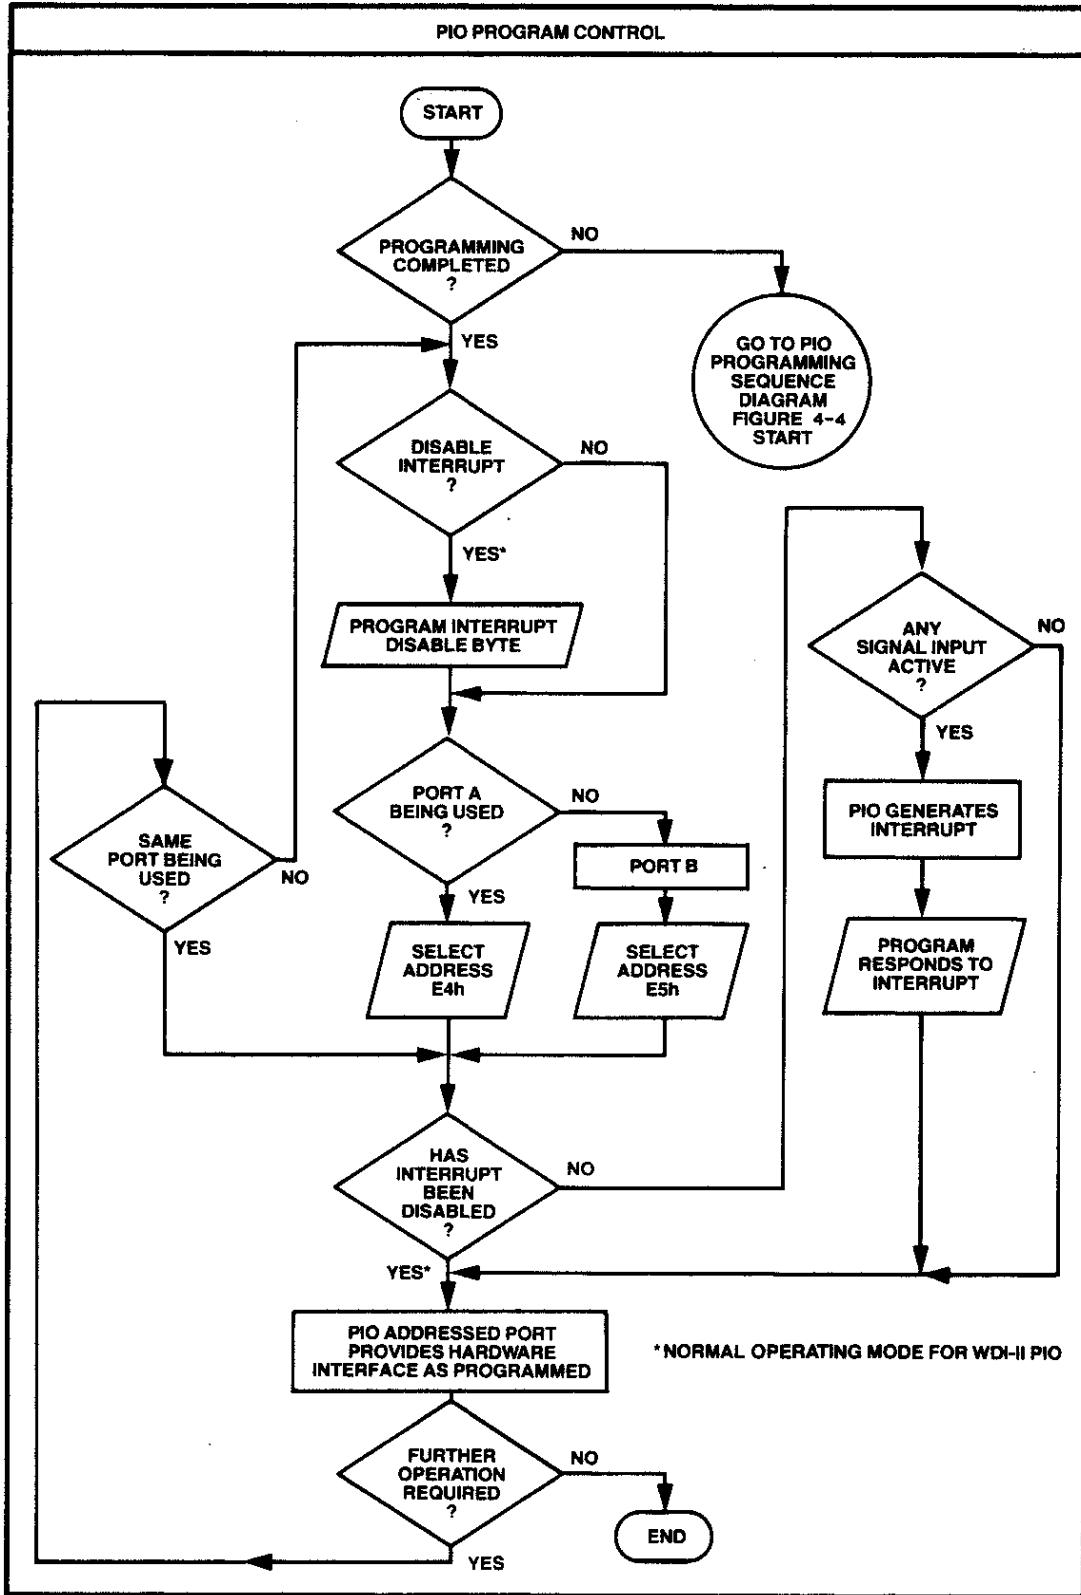 PIO PROGRAM CONTROL
START
PROGRAMMING
COMPLETED
?
NO
YES
GO TO PIO
PROGRAMMING
SEQUENCE
DIAGRAM
FIGURE 4-4
START
DISABLE
INTERRUPT
?
NO
YES*
PROGRAM INTERRUPT
DISABLE BYTE
ANY
SIGNAL INPUT
ACTIVE
?
NO
YES
PORT A
BEING USED
?
NO
YES
PIO GENERATES
INTERRUPT
SAME
PORT BEING
USED
?
NO
YES
PORT B
SELECT
ADDRESS
E4h
SELECT
ADDRESS
E5h
PROGRAM
RESPONDS TO
INTERRUPT
HAS
INTERRUPT
BEEN
DISABLED
?
NO
YES*
PIO ADDRESSED PORT
PROVIDES HARDWARE
INTERFACE AS PROGRAMMED
*NORMAL OPERATING MODE FOR WDI-II PIO
FURTHER
OPERATION
REQUIRED
?
NO
YES
END